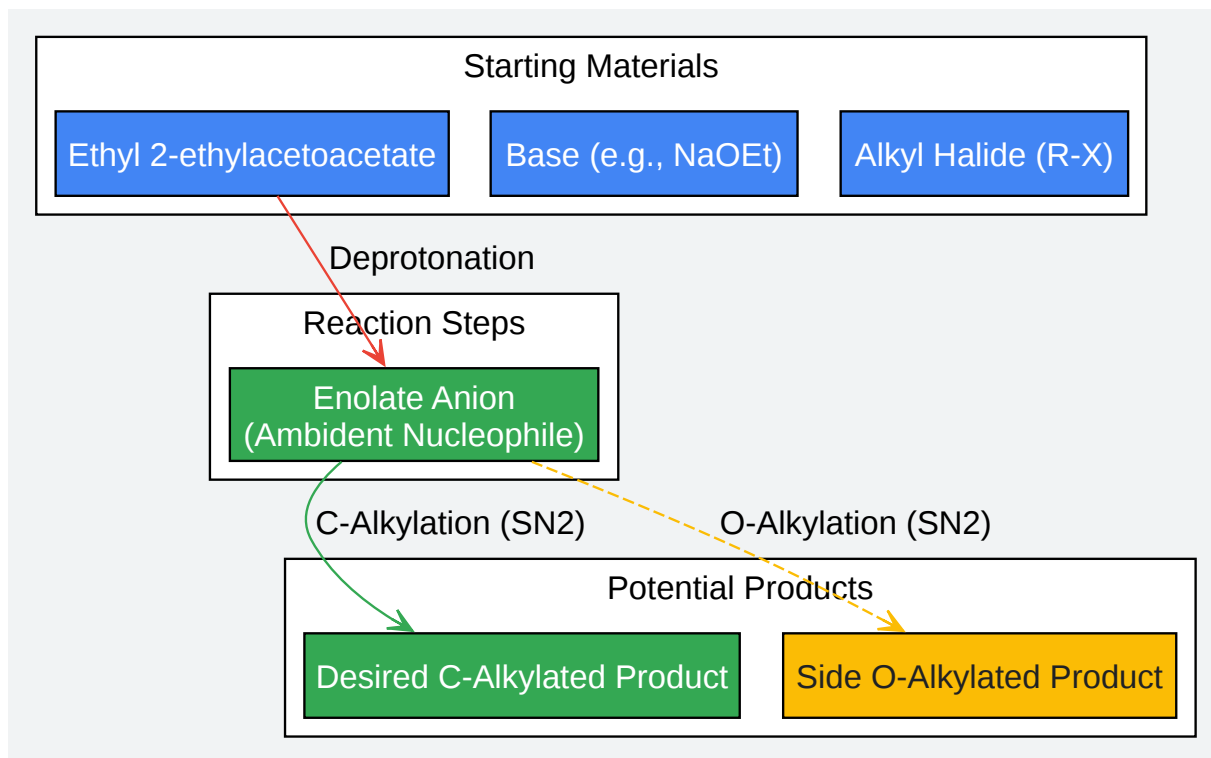 Starting Materials
Ethyl 2-ethylacetoacetate
Base (e.g., NaOEt)
Alkyl Halide (R-X)
Deprotonation
Reaction Steps
Enolate Anion
(Ambident Nucleophile)
C-Alkylation (SN2)
O-Alkylation (SN2)
Potential Products
Desired C-Alkylated Product
Side O-Alkylated Product